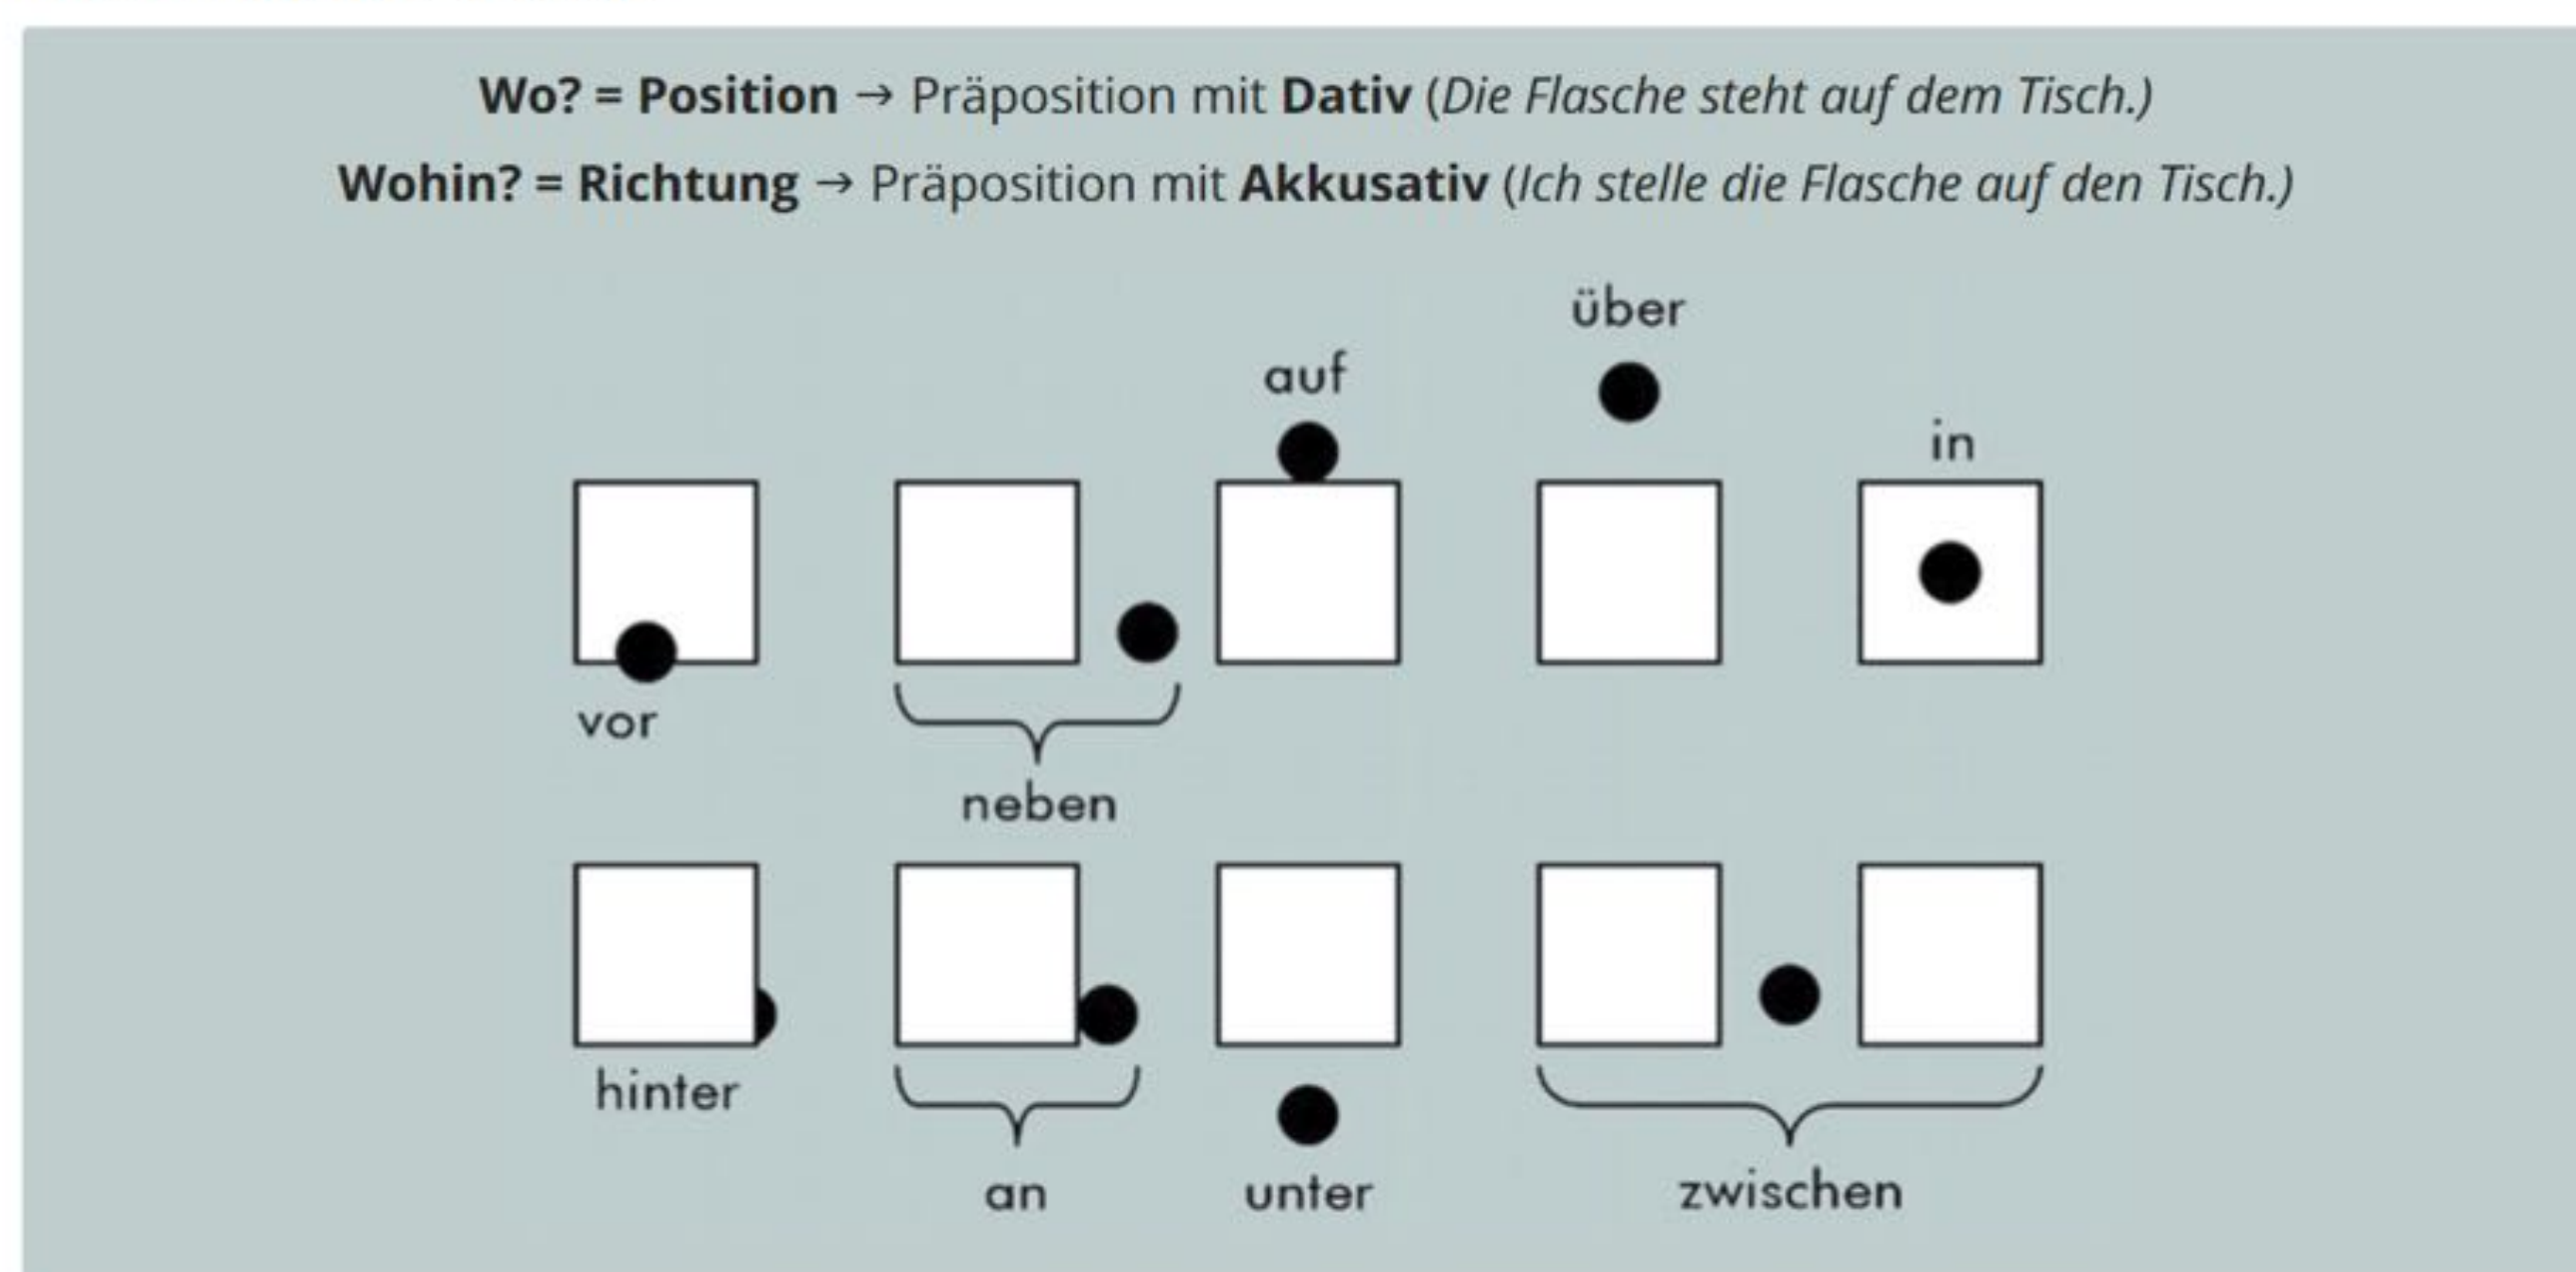 Wo? = Position → Präposition mit Dativ (Die Flasche steht auf dem Tisch.)
Wohin? = Richtung → Präposition mit Akkusativ (Ich stelle die Flasche auf den Tisch.)
über
auf
in
vor
neben
hinter
an
unter
zwischen